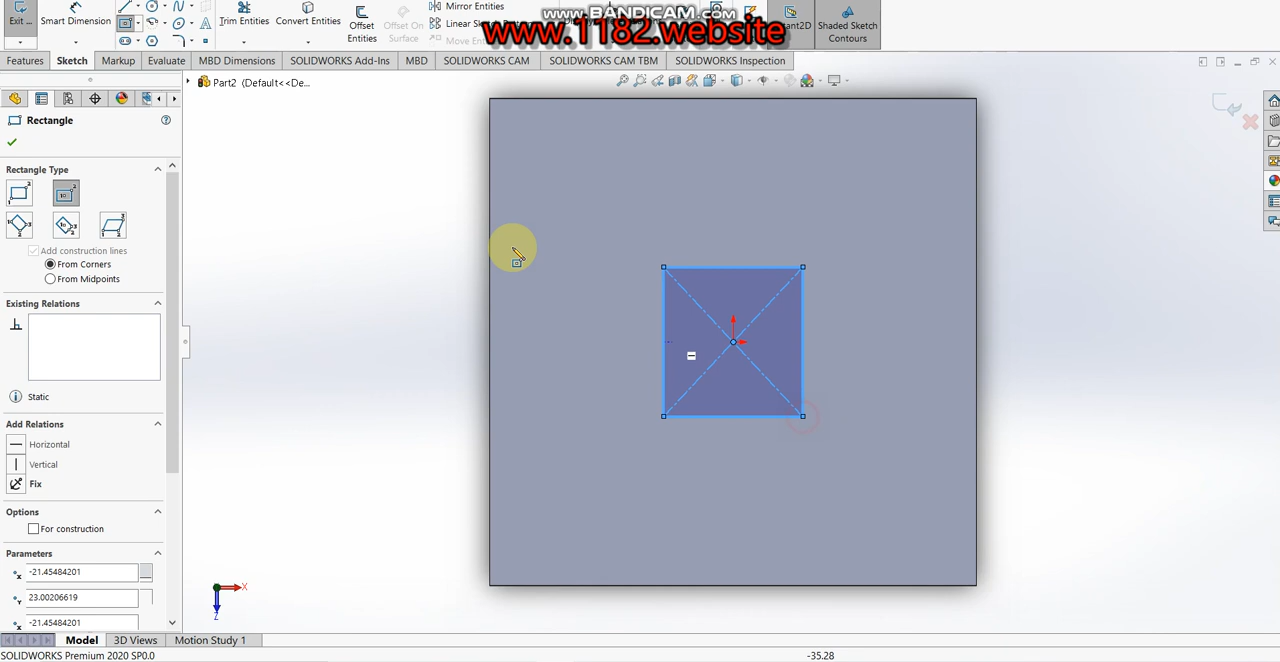 www.BANDICAM.com
www.1182.website
Exit ...
Smart Dimension
Trim Entities
Convert Entities
Offset
Entities
Offset On
Surface
Mirror Entities
Linear Sketch
Move
Shaded Sketch
Contours
Features
Sketch
Markup
Evaluate
MBD Dimensions
SOLIDWORKS Add-Ins
MBD
SOLIDWORKS CAM
SOLIDWORKS CAM TBM
SOLIDWORKS Inspection
Part2 (Default<<De...
Rectangle
Rectangle Type
Add construction lines
From Corners
From Midpoints
Existing Relations
Static
Add Relations
Horizontal
Vertical
Fix
Options
For construction
Parameters
-21.45484201
23.00206619
-21.45484201
X
Z
Model
3D Views
Motion Study 1
SOLIDWORKS Premium 2020 SP0.0
-35.28